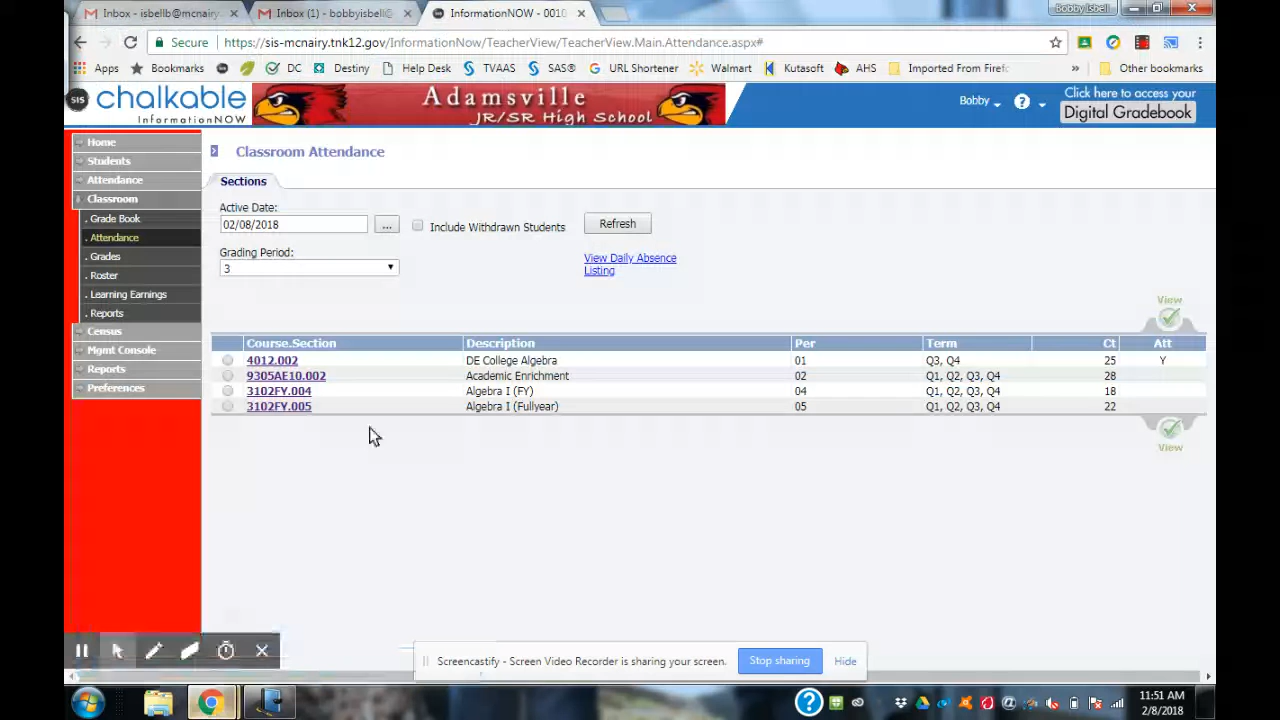 Bobby Isbell
Inbox - isbellb@mcnairy.
Inbox (1) - bobbyisbell@
InformationNOW - 0010
Secure
https://sis-mcnairy.tnk12.gov/InformationNow/TeacherView/TeacherView.Main.Attendance.aspx#
Apps Bookmarks DC Destiny Help Desk TVAAS SAS® URL Shortener Walmart Kutasoft AHS Imported From Firefo » Other bookmarks
SIS chalkable
InformationNOW
Adamsville
JR/SR High School
Bobby
?
Click here to access your
Digital Gradebook
Home
Students
Attendance
Classroom
. Grade Book
. Attendance
. Grades
. Roster
. Learning Earnings
. Reports
Census
Mgmt Console
Reports
Preferences
Classroom Attendance
Sections
Active Date:
02/08/2018
...
Include Withdrawn Students
Refresh
Grading Period:
3
View Daily Absence
Listing
View
Course.Section Description Per Term Ct Att
4012.002 DE College Algebra 01 Q3, Q4 25 Y
9305AE10.002 Academic Enrichment 02 Q1, Q2, Q3, Q4 28
3102FY.004 Algebra I (FY) 04 Q1, Q2, Q3, Q4 18
3102FY.005 Algebra I (Fullyear) 05 Q1, Q2, Q3, Q4 22
View
Screencastify - Screen Video Recorder is sharing your screen.
Stop sharing
Hide
?
11:51 AM
2/8/2018